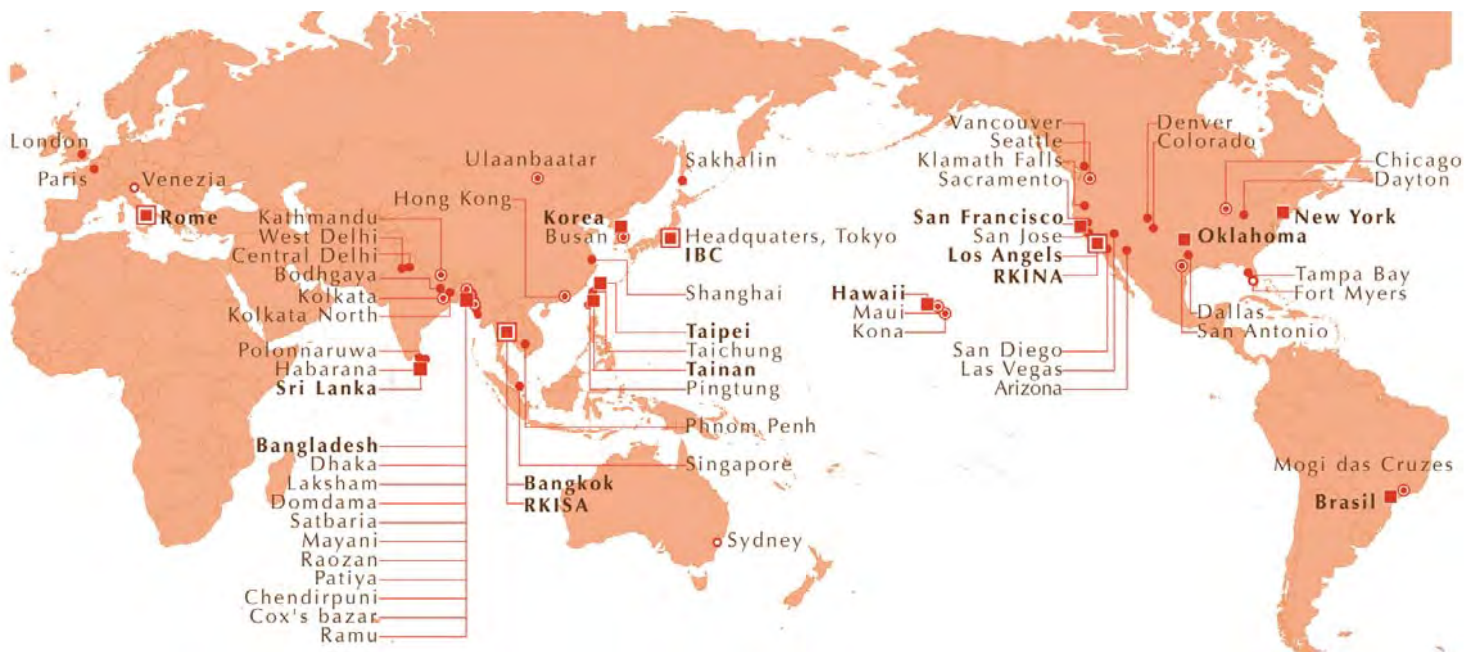 London
Paris
Venezia
Rome
Kathmandu
West Delhi
Central Delhi
Bodhgaya
Kolkata
Kolkata North
Polonnaruwa
Habarana
Sri Lanka
Bangladesh
Dhaka
Laksham
Domdama
Satbaria
Mayani
Raozan
Patiya
Chendirpuni
Cox's bazar
Ramu
Ulaanbaatar
Hong Kong
Sakhalin
Korea
Busan
Headquaters, Tokyo
IBC
Shanghai
Taipei
Taichung
Tainan
Pingtung
Phnom Penh
Singapore
Bangkok
RKISA
Sydney
Vancouver
Seattle
Klamath Falls
Sacramento
San Francisco
San Jose
Los Angels
RKINA
Hawaii
Maui
Kona
San Diego
Las Vegas
Arizona
Denver
Colorado
Chicago
Dayton
New York
Oklahoma
Tampa Bay
Fort Myers
Dallas
San Antonio
Mogi das Cruzes
Brasil